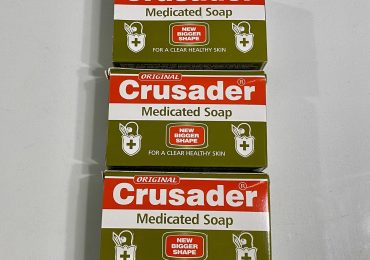 Crusader
Medicated Soap
NEW
BIGGER
SHAPE
FOR A CLEAR HEALTHY SKIN
ORIGINAL
Crusader®
Medicated Soap
NEW
BIGGER
SHAPE
FOR A CLEAR HEALTHY SKIN
ORIGINAL
Crusader®
Medicated Soap
NEW
BIGGER
SHAPE